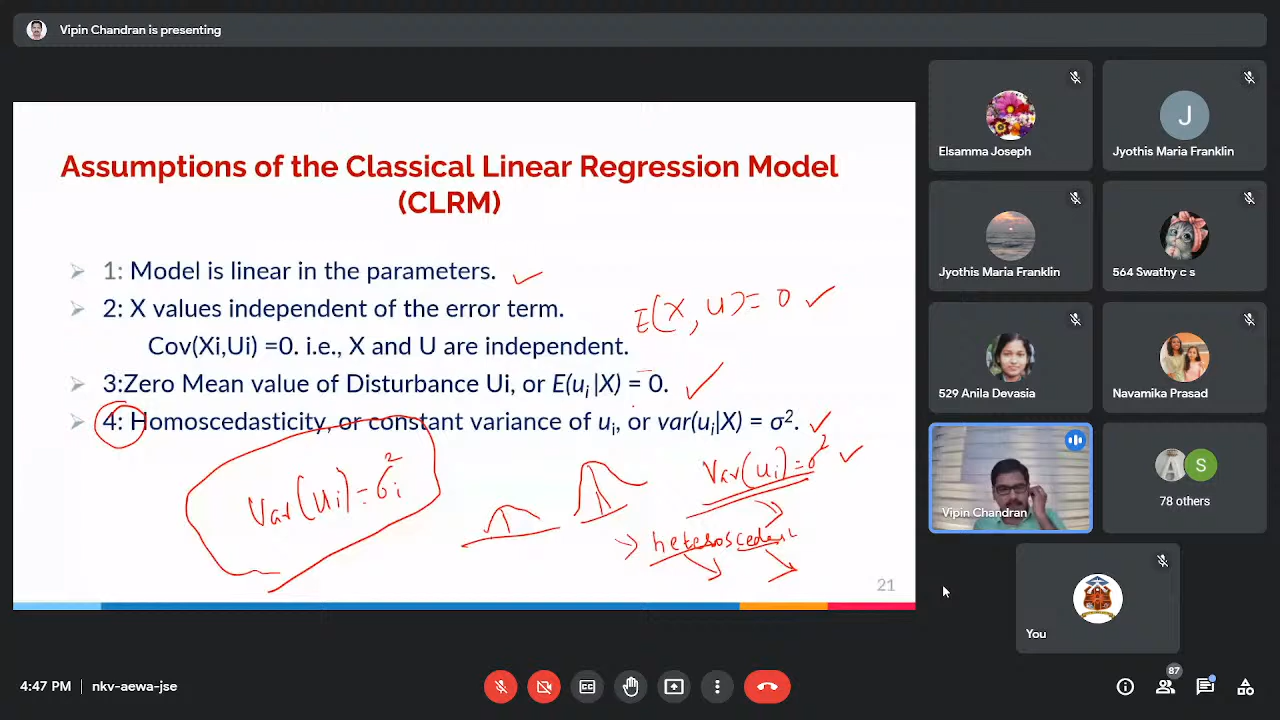 Vipin Chandran is presenting
Assumptions of the Classical Linear Regression Model
(CLRM)
➢ 1: Model is linear in the parameters.
➢ 2: X values independent of the error term.
E(X, U)= 0
Cov(Xi,Ui) =0. i.e., X and U are independent.
➢ 3:Zero Mean value of Disturbance Ui, or E(uᵢ|X) = 0.
➢ 4: Homoscedasticity, or constant variance of uᵢ, or var(uᵢ|X) = σ².
Var(ui)=σi²
Var(ui)=σ²
21
Elsamma Joseph
J
Jyothis Maria Franklin
Jyothis Maria Franklin
564 Swathy c s
529 Anila Devasia
Navamika Prasad
Vipin Chandran
A
S
78 others
You
4:47 PM
nkv-aewa-jse
87